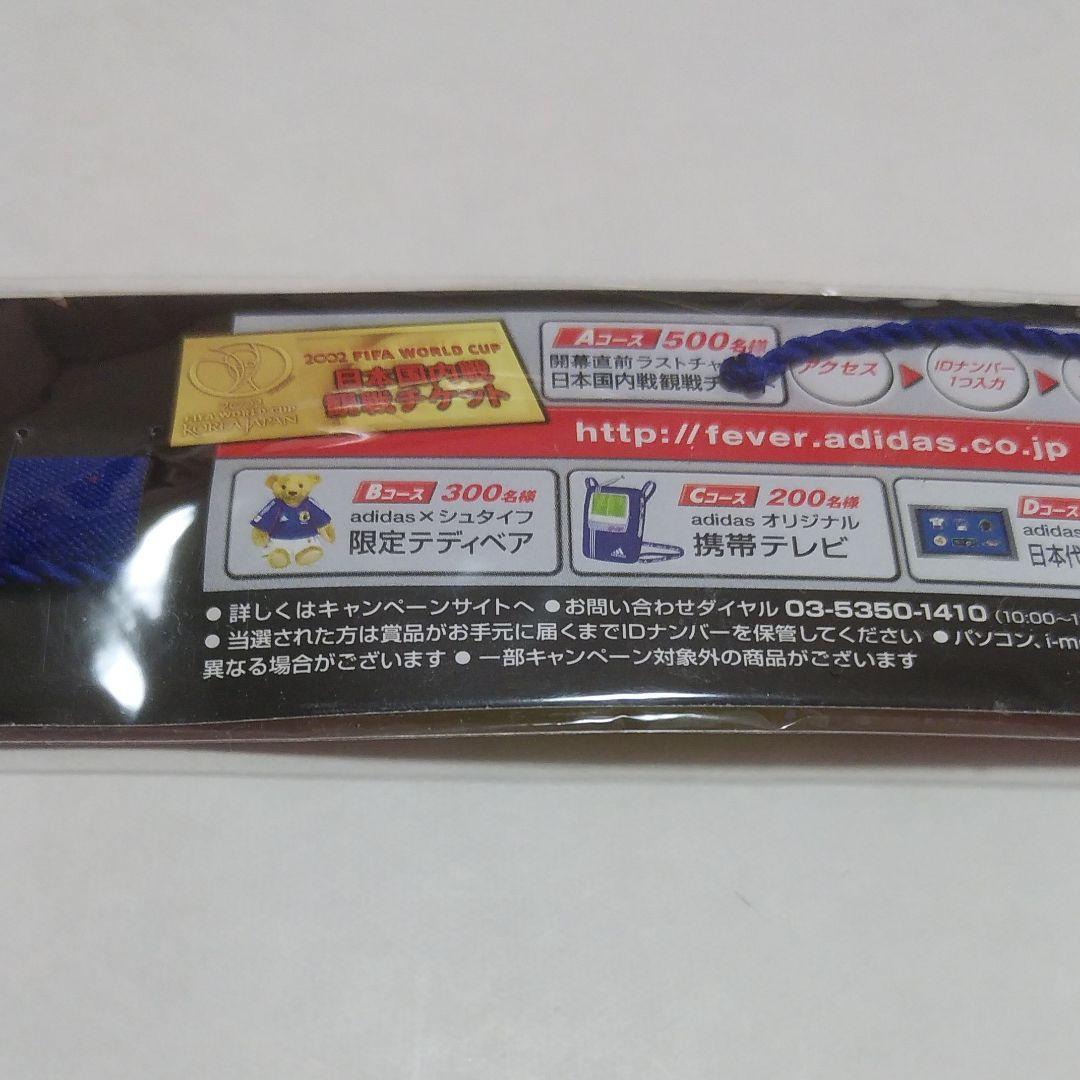 2002 FIFA WORLD CUP
日本国内戦
観戦チケット
2002
FIFA WORLD CUP
KOREA JAPAN
Aコース 500名様
開幕直前ラストチャ
日本国内戦観戦チ
アクセス
IDナンバー
1つ入力
http://fever.adidas.co.jp
Bコース 300名様
adidas×シュタイフ
限定テディベア
Cコース 200名様
adidas オリジナル
携帯テレビ
Dコース
adidas
日本代
● 詳しくはキャンペーンサイトへ ● お問い合わせダイヤル 03-5350-1410 (10:00〜1
● 当選された方は賞品がお手元に届くまでIDナンバーを保管してください ● パソコン、i-m
異なる場合がございます ● 一部キャンペーン対象外の商品がございます